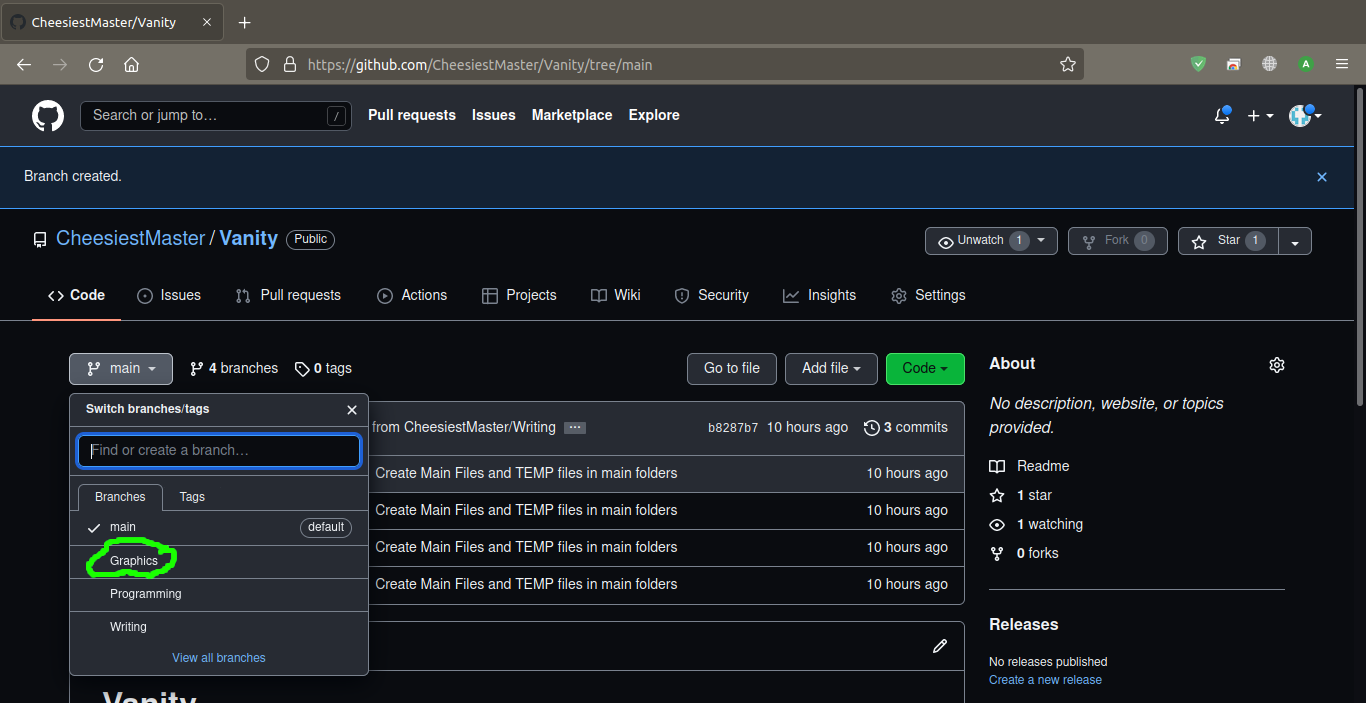 CheesiestMaster/Vanity
https://github.com/CheesiestMaster/Vanity/tree/main
A
Search or jump to… /
Pull requests Issues Marketplace Explore
Branch created.
CheesiestMaster / Vanity Public
Unwatch 1 Fork 0 Star 1
Code Issues Pull requests Actions Projects Wiki Security Insights Settings
main 4 branches 0 tags Go to file Add file Code
Switch branches/tags
Find or create a branch…
Branches Tags
main default
Graphics
Programming
Writing
View all branches
from CheesiestMaster/Writing ... b8287b7 10 hours ago 3 commits
Create Main Files and TEMP files in main folders 10 hours ago
Create Main Files and TEMP files in main folders 10 hours ago
Create Main Files and TEMP files in main folders 10 hours ago
Create Main Files and TEMP files in main folders 10 hours ago
Vanity
About
No description, website, or topics
provided.
Readme
1 star
1 watching
0 forks
Releases
No releases published
Create a new release